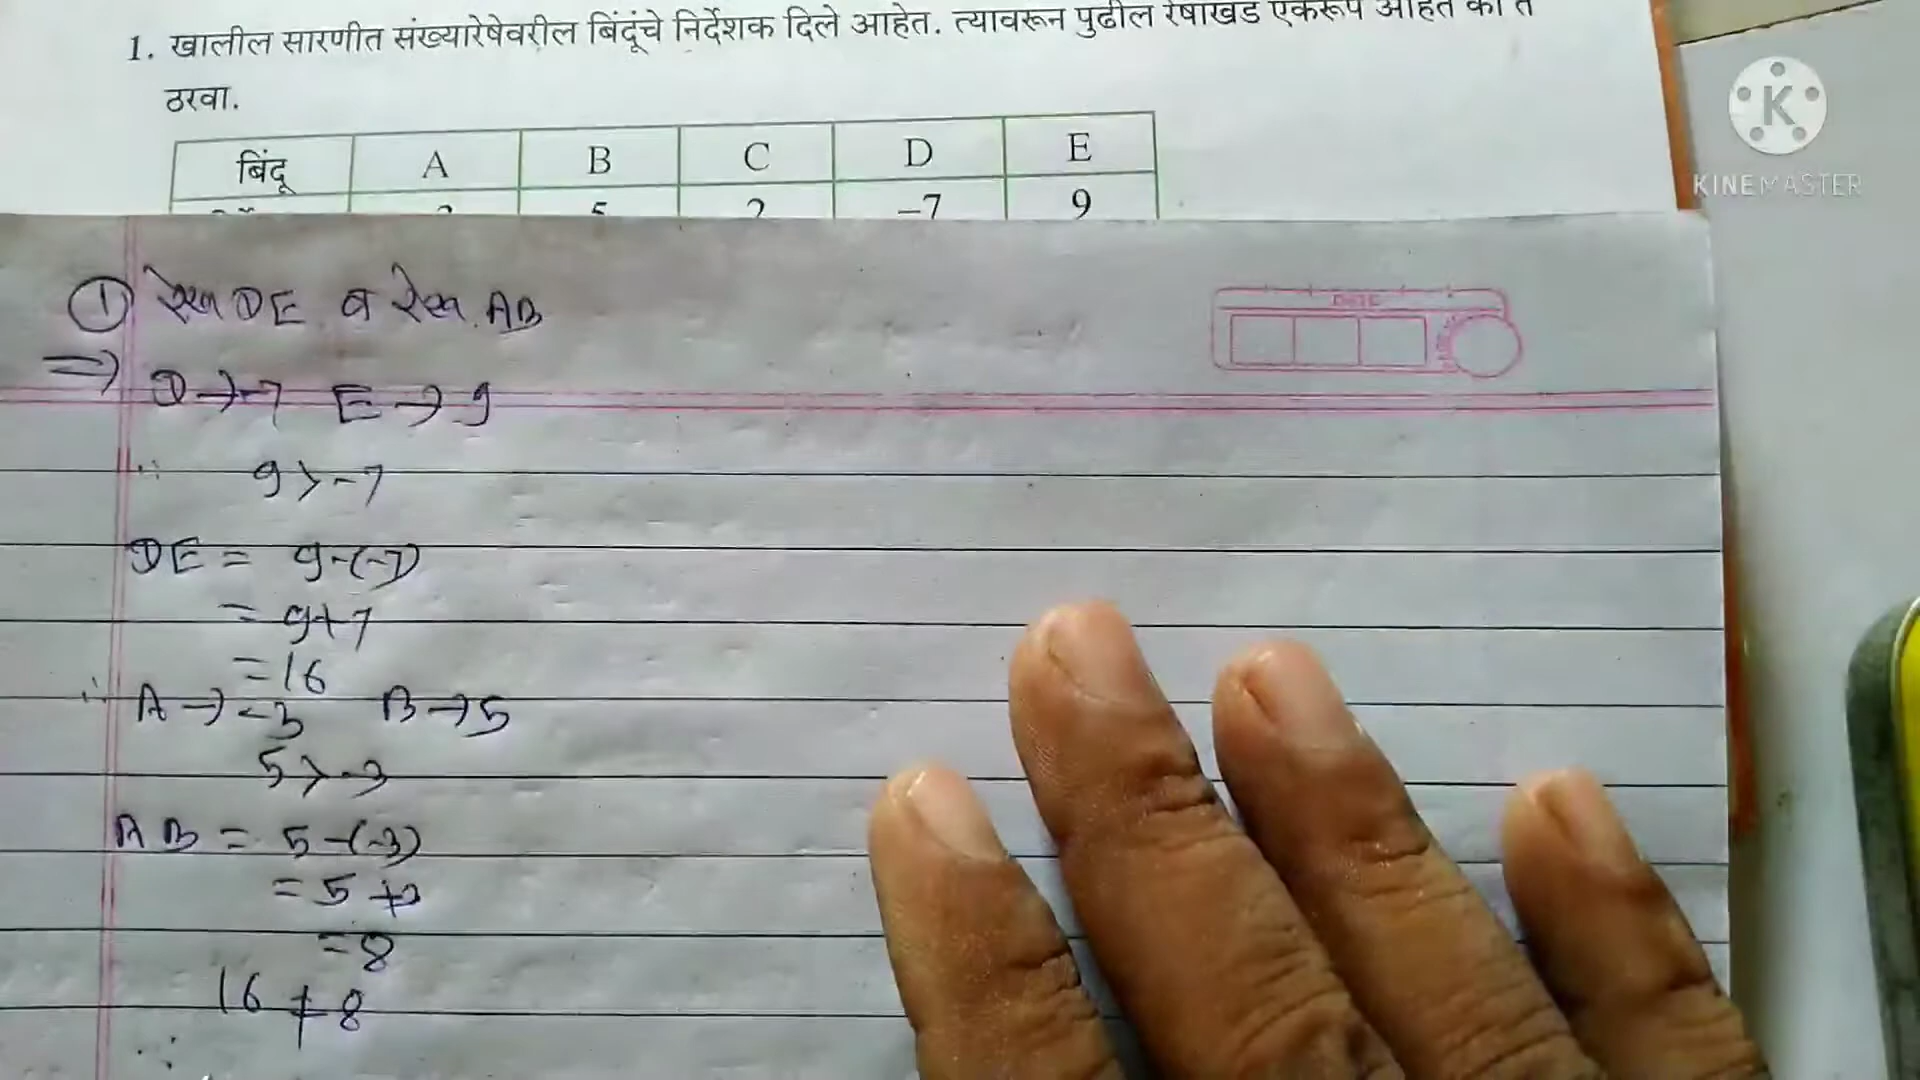 1. खालील सारणीत संख्यारेषेवरील बिंदूंचे निर्देशक दिले आहेत. त्यावरून पुढील रेषाखंड एकरूप आहेत का ते
ठरवा.
बिंदू A B C D E
5 2 -7 9
K
KINEMASTER
① रेख DE व रेख AB
DATE
⇒ D → -7 E → 9
∴ 9 > -7
DE = 9-(-7)
= 9+7
= 16
∴ A → -3 B → 5
5 > -3
AB = 5-(-3)
= 5 +3
= 8
16 ≠ 8
∴